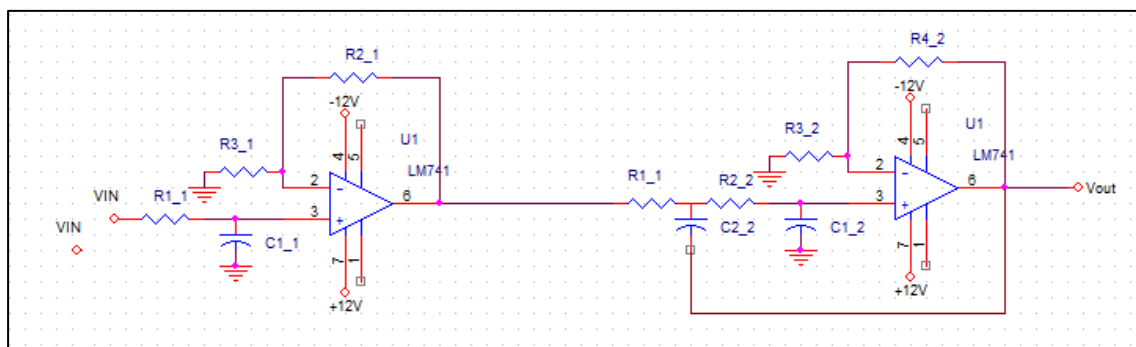 R2_1
-12V
R3_1
4
5
U1
LM741
VIN
R1_1
2
3
6
VIN
C1_1
7
1
+12V
R4_2
-12V
R3_2
4
5
U1
LM741
R1_1
R2_2
2
3
6
Vout
C2_2
C1_2
7
1
+12V